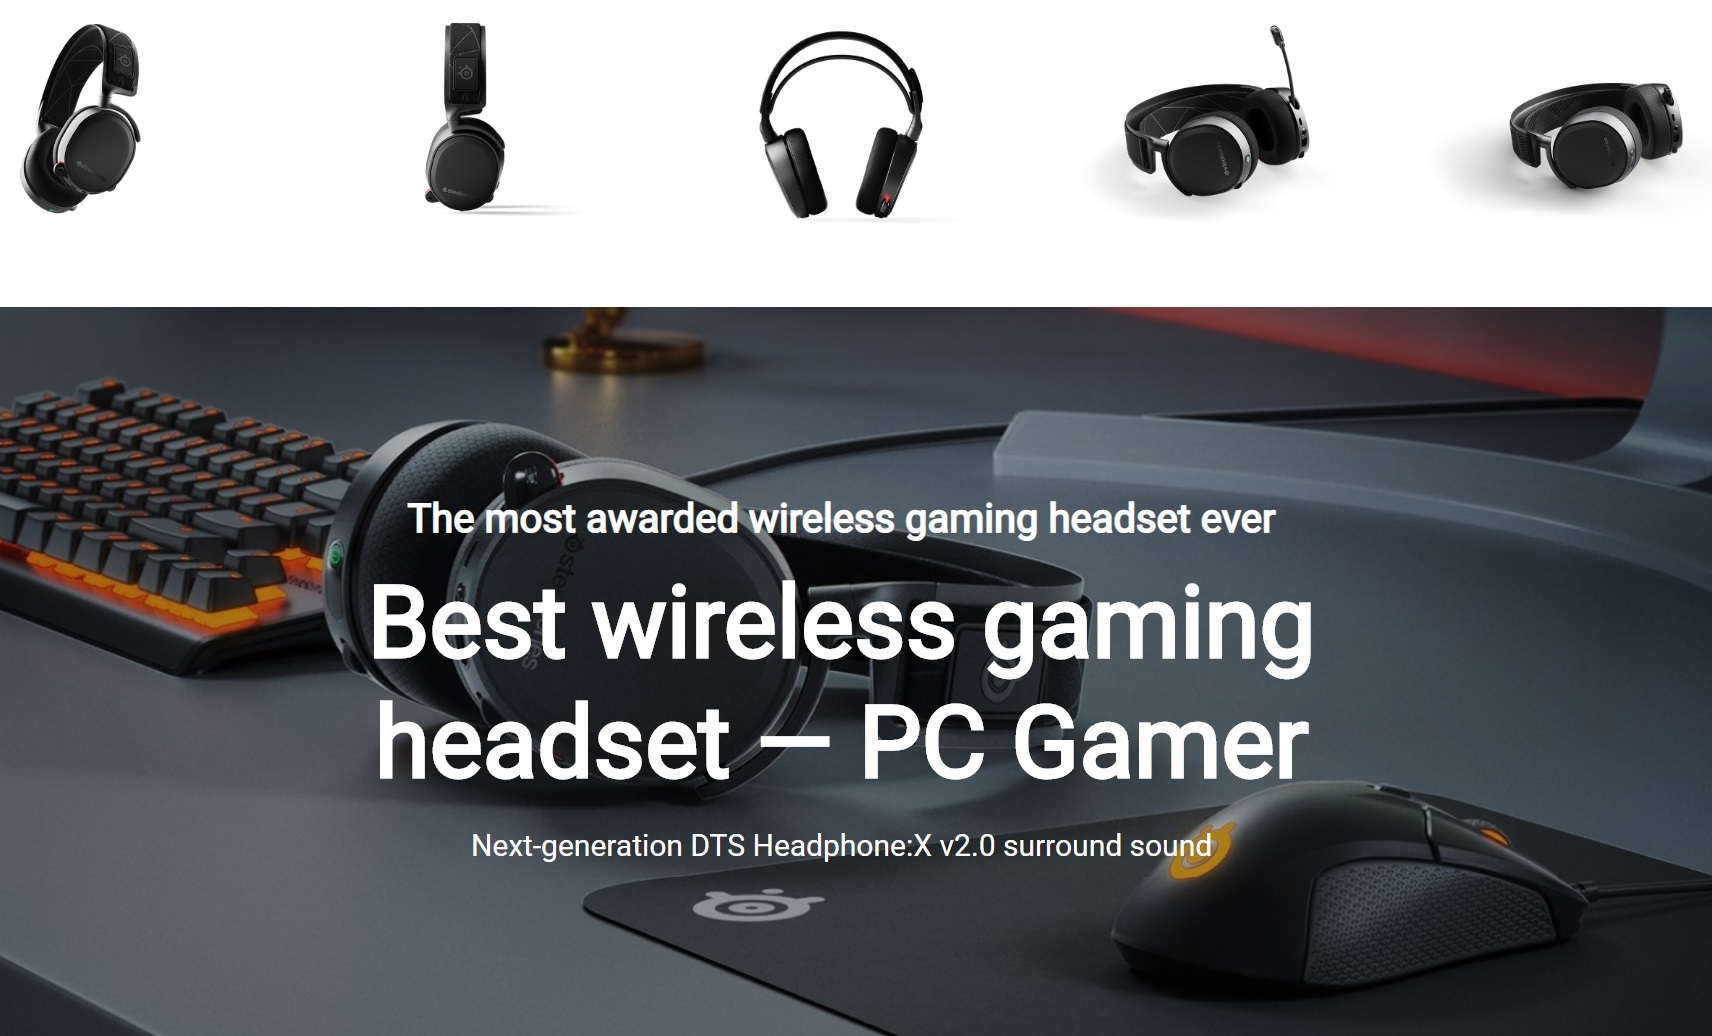 The most awarded wireless gaming headset ever
Best wireless gaming
headset — PC Gamer
Next-generation DTS Headphone:X v2.0 surround sound